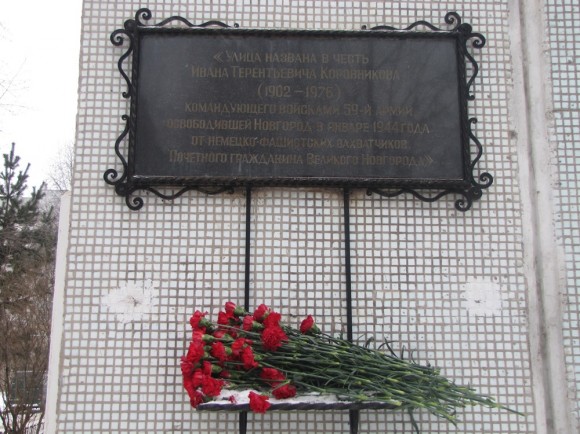 «Улица названа в честь
Ивана Терентьевича Коровникова
(1902 – 1976)
командующего войсками 59-й армии,
освободившей Новгород в январе 1944 года
от немецко-фашистских захватчиков,
Почетного гражданина Великого Новгорода»